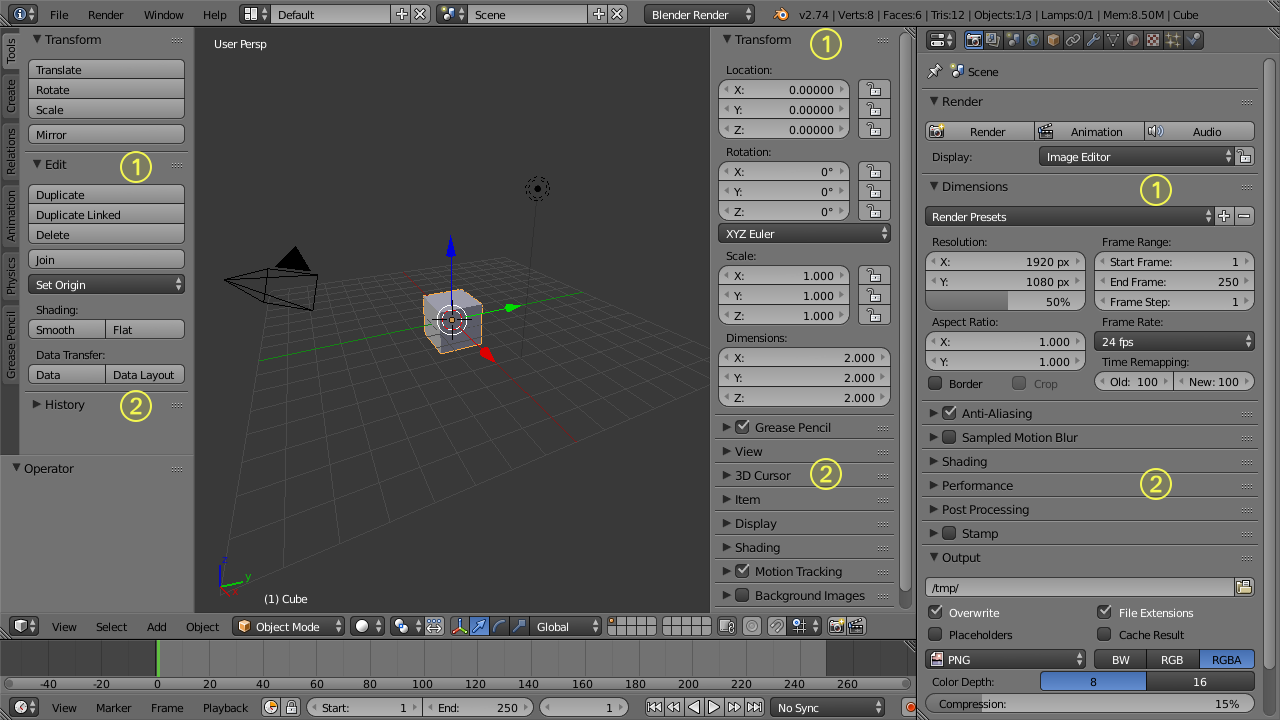 File Render Window Help Default Scene Blender Render v2.74 | Verts:8 | Faces:6 | Tris:12 | Objects:1/3 | Lamps:0/1 | Mem:8.50M | Cube
Tools
Create
Relations
Animation
Physics
Grease Pencil
Transform
Translate
Rotate
Scale
Mirror
Edit
1
Duplicate
Duplicate Linked
Delete
Join
Set Origin
Shading:
Smooth Flat
Data Transfer:
Data Data Layout
History
2
Operator
User Persp
z
y
x
(1) Cube
Transform
1
Location:
X: 0.00000
Y: 0.00000
Z: 0.00000
Rotation:
X: 0°
Y: 0°
Z: 0°
XYZ Euler
Scale:
X: 1.000
Y: 1.000
Z: 1.000
Dimensions:
X: 2.000
Y: 2.000
Z: 2.000
Grease Pencil
View
3D Cursor
2
Item
Display
Shading
Motion Tracking
Background Images
View Select Add Object Object Mode Global
-40 -20 0 20 40 60 80 100 120 140 160 180 200 220 240 260
View Marker Frame Playback Start: 1 End: 250 1 No Sync
Scene
Render
Render Animation Audio
Display: Image Editor
Dimensions
1
Render Presets
Resolution:
X: 1920 px
Y: 1080 px
50%
Aspect Ratio:
X: 1.000
Y: 1.000
Border Crop
Frame Range:
Start Frame: 1
End Frame: 250
Frame Step: 1
Frame Rate:
24 fps
Time Remapping:
Old: 100 New: 100
Anti-Aliasing
Sampled Motion Blur
Shading
Performance
2
Post Processing
Stamp
Output
/tmp/
Overwrite File Extensions
Placeholders Cache Result
PNG BW RGB RGBA
Color Depth: 8 16
Compression: 15%